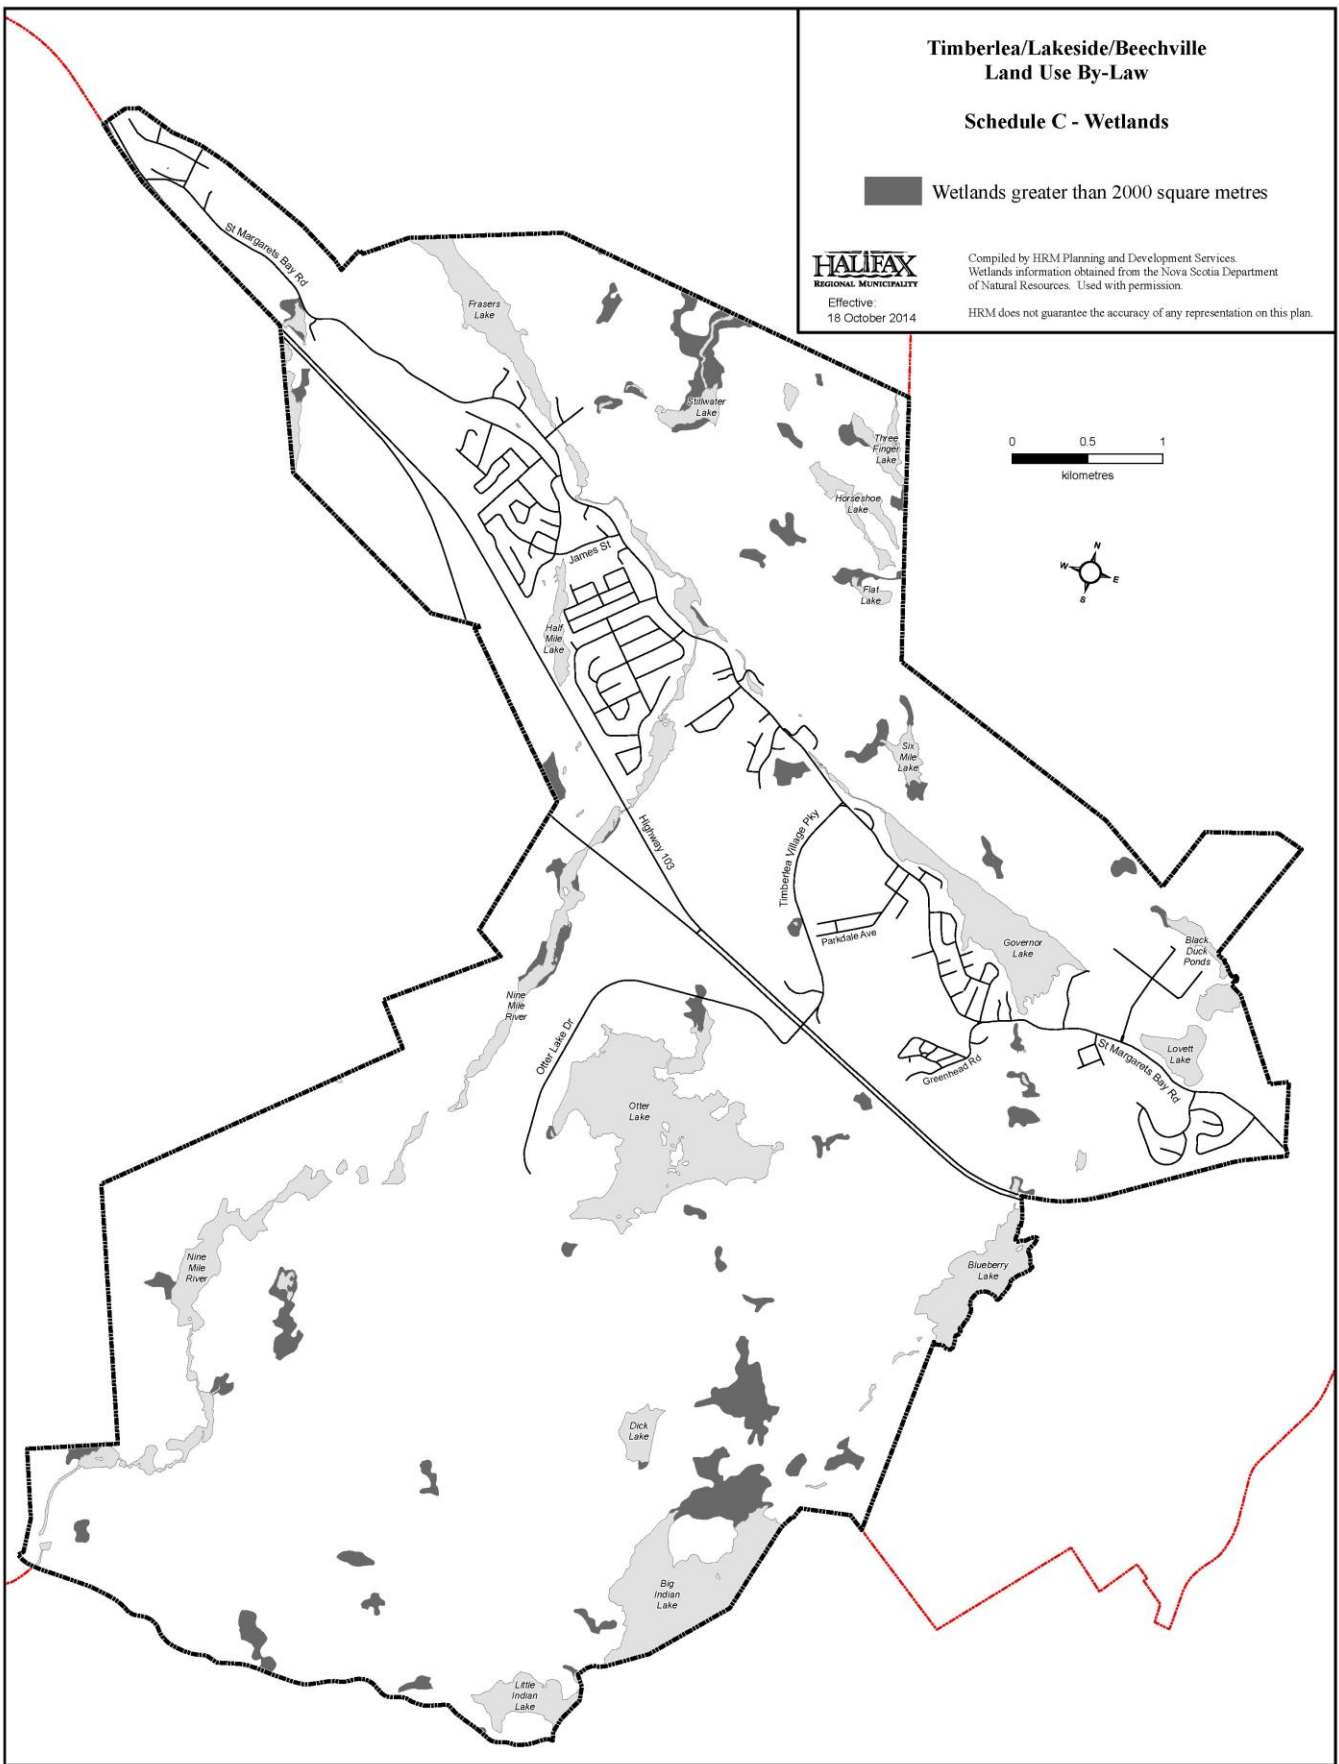 Timberlea/Lakeside/Beechville
Land Use By-Law
Schedule C - Wetlands
Wetlands greater than 2000 square metres
HALIFAX
REGIONAL MUNICIPALITY
Effective:
18 October 2014
Compiled by HRM Planning and Development Services.
Wetlands information obtained from the Nova Scotia Department
of Natural Resources. Used with permission.
HRM does not guarantee the accuracy of any representation on this plan.
St Margarets Bay Rd
Frasers
Lake
Stillwater
Lake
Three
Finger
Lake
0 0.5 1
kilometres
Horseshoe
Lake
N
W
E
S
James St
Flat
Lake
Half
Mile
Lake
Six
Mile
Lake
Highway 103
Timberlea Village Pky
Parkdale Ave
Governor
Lake
Black
Duck
Ponds
Nine
Mile
River
Otter Lake Dr
Greenhead Rd
St Margarets Bay Rd
Lovett
Lake
Otter
Lake
Nine
Mile
River
Blueberry
Lake
Dick
Lake
Big
Indian
Lake
Little
Indian
Lake